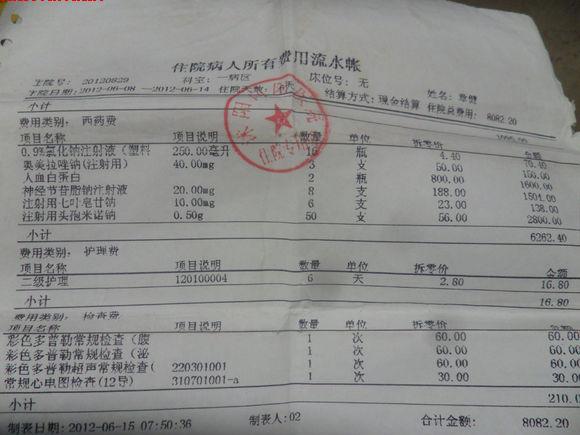 住院病人所有费用流水帐
主院号: 20120829 科室: 一病区 床位号: 无 姓名: 章健
主院日期:2012-06-08 —2012-06-14 住院天数: 天 结算方式: 现金结算 住院总费用: 8082.20
小计
费用类别: 西药费
项目名称 项目说明 数量 单位 拆零价 金额
0.9%氯化钠注射液 (塑料 250.00毫升 16 瓶 4.40 70.40
奥美拉唑钠(注射用) 40.00mg 3 支 50.00 150.00
人血白蛋白 2 瓶 800.00 1600.00
神经节苷脂钠注射液 20.00mg 8 支 188.00 1504.00
注射用七叶皂甘钠 10.00mg 6 支 23.00 138.00
注射用头孢米诺钠 0.50g 50 支 56.00 2800.00
小计 6262.40
费用类别: 护理费
项目名称 项目说明 数量 单位 拆零价 金额
二级护理 120100004 6 天 2.80 16.80
小计 16.80
费用类别: 检查费
项目名称 项目说明 数量 单位 拆零价 金额
彩色多普勒常规检查 (腹 1 次 60.00 60.00
彩色多普勒常规检查 (泌 1 次 60.00 60.00
彩色多普勒超声常规检查( 220301001 1 次 60.00 60.00
常规心电图检查(12导) 310701001-a 1 次 30.00 30.00
小计 210.0
制表日期:2012-06-15 07:50:36 制表人:02 合计金额: 8082.20
住院专用